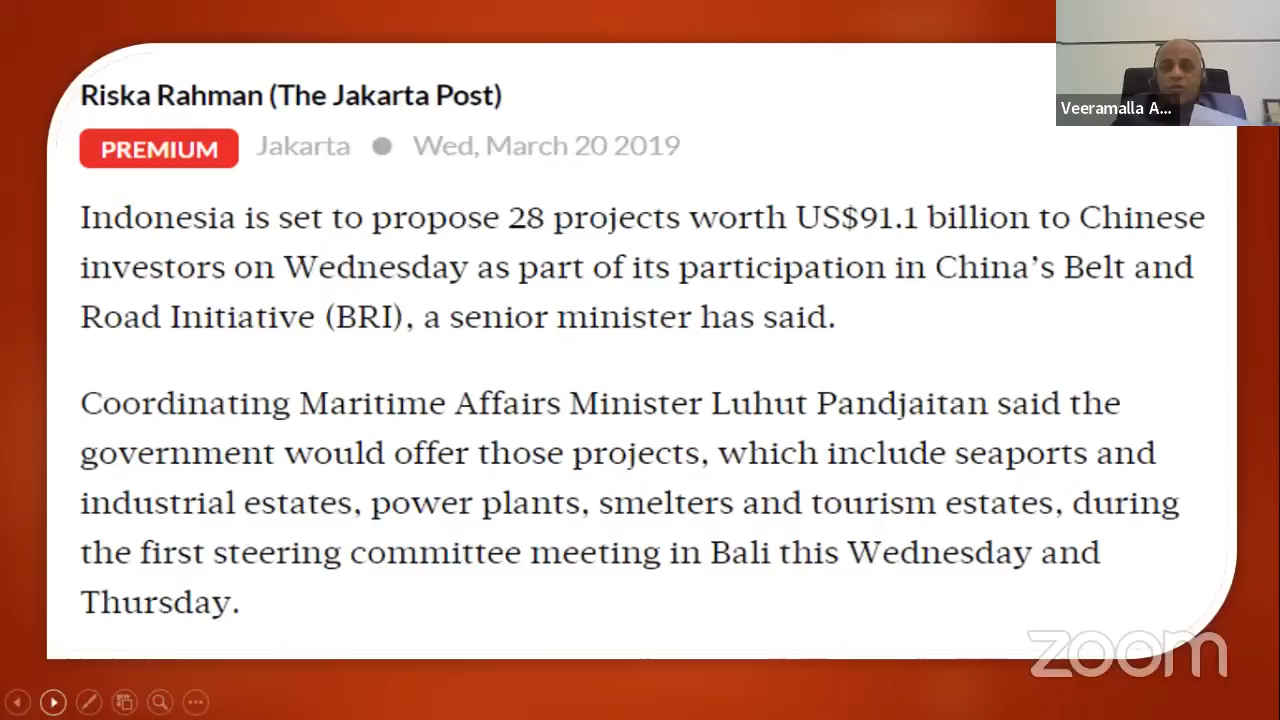 Riska Rahman (The Jakarta Post)
Veeramalla A...
PREMIUM Jakarta ● Wed, March 20 2019
Indonesia is set to propose 28 projects worth US$91.1 billion to Chinese
investors on Wednesday as part of its participation in China's Belt and
Road Initiative (BRI), a senior minister has said.
Coordinating Maritime Affairs Minister Luhut Pandjaitan said the
government would offer those projects, which include seaports and
industrial estates, power plants, smelters and tourism estates, during
the first steering committee meeting in Bali this Wednesday and
Thursday.
zoom